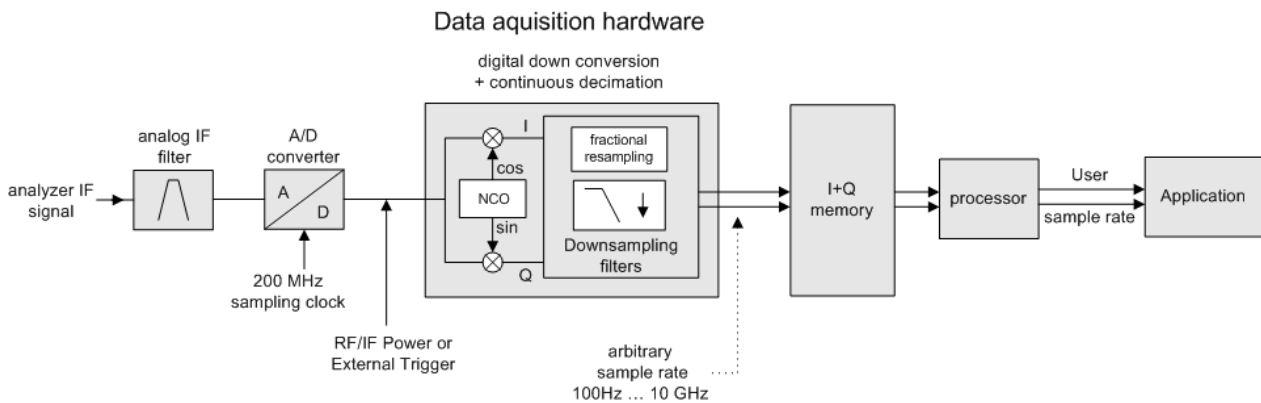 Data aquisition hardware
digital down conversion
+ continuous decimation
analog IF
filter
A/D
converter
analyzer IF
signal
A
D
200 MHz
sampling clock
RF/IF Power or
External Trigger
I
cos
NCO
sin
Q
fractional
resampling
Downsampling
filters
arbitrary
sample rate
100Hz ... 10 GHz
I+Q
memory
processor
User
sample rate
Application